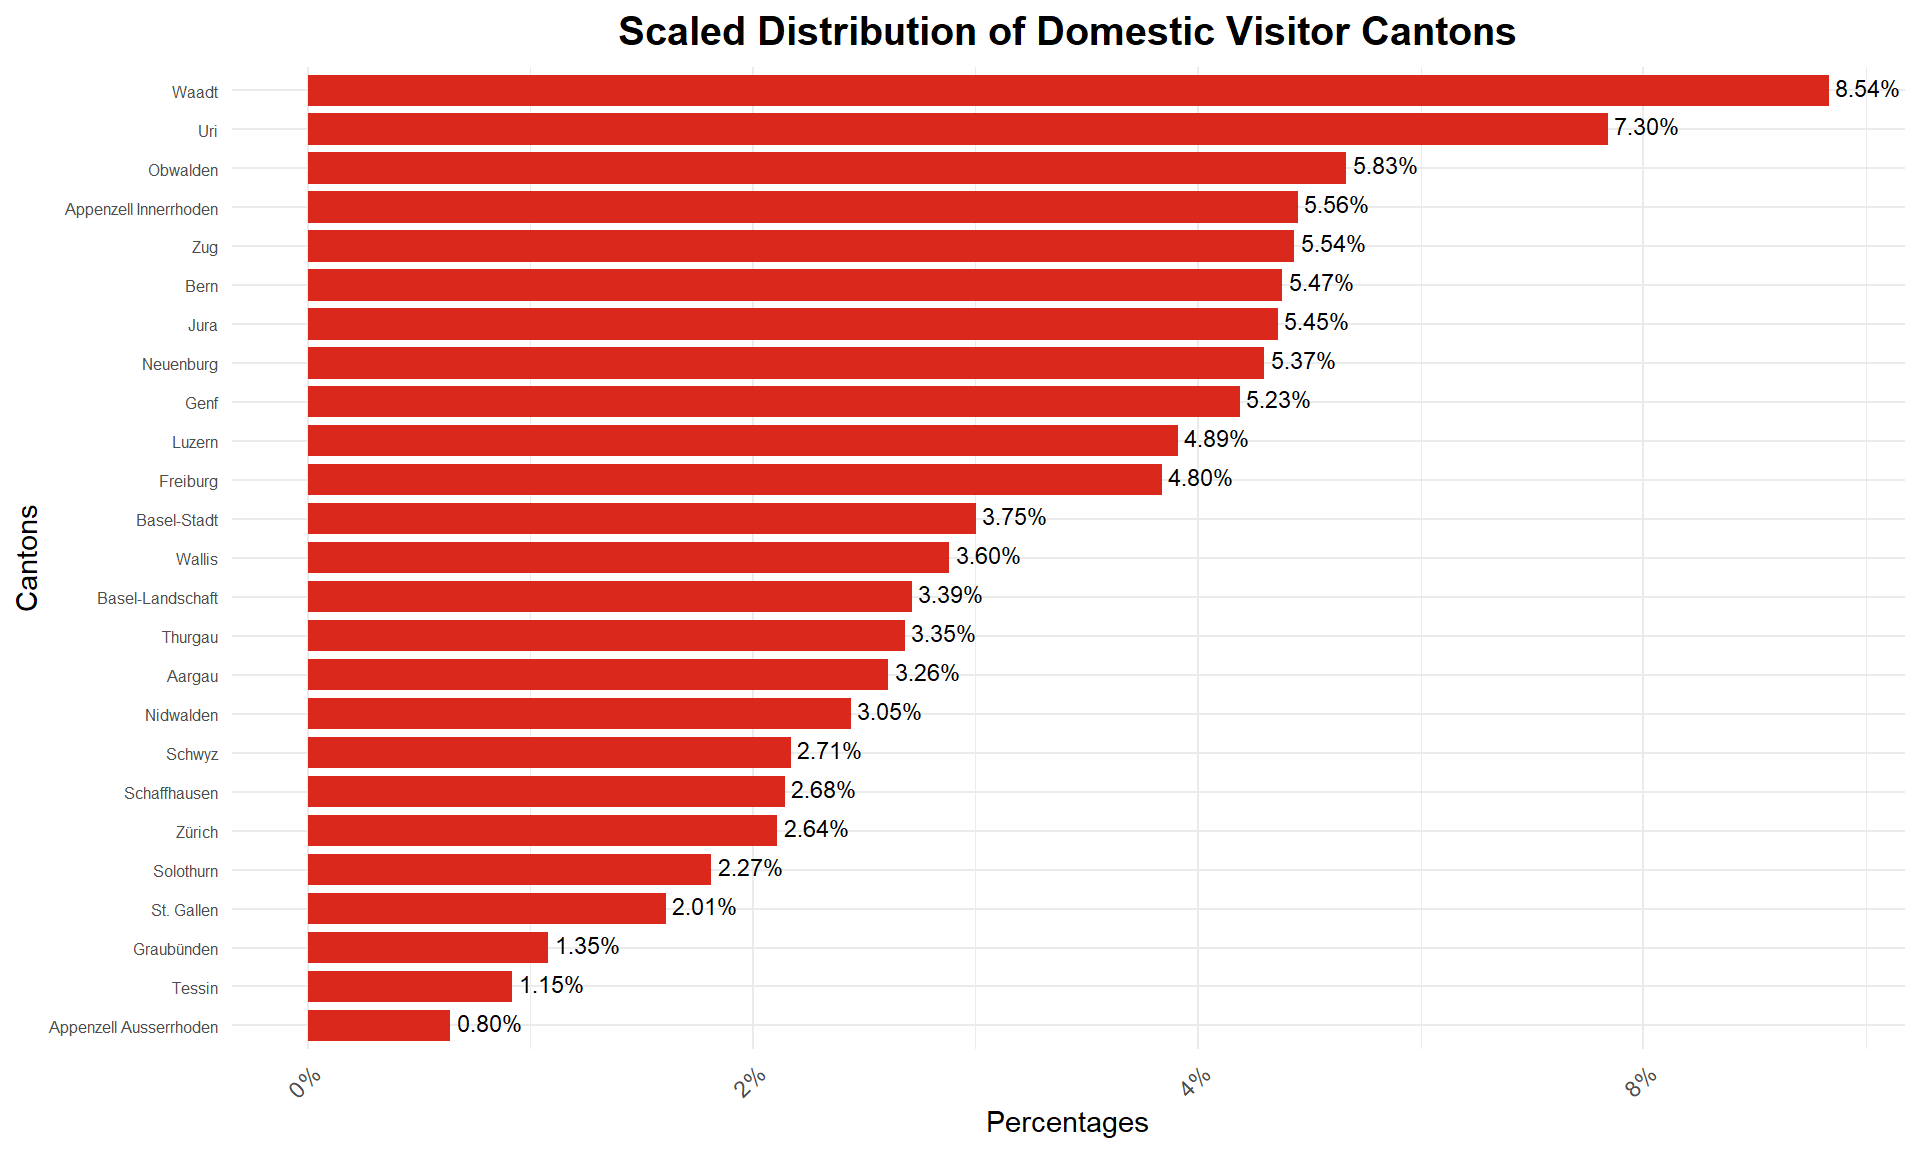 Scaled Distribution of Domestic Visitor Cantons
Cantons
Waadt 8.54%
Uri 7.30%
Obwalden 5.83%
Appenzell Innerrhoden 5.56%
Zug 5.54%
Bern 5.47%
Jura 5.45%
Neuenburg 5.37%
Genf 5.23%
Luzern 4.89%
Freiburg 4.80%
Basel-Stadt 3.75%
Wallis 3.60%
Basel-Landschaft 3.39%
Thurgau 3.35%
Aargau 3.26%
Nidwalden 3.05%
Schwyz 2.71%
Schaffhausen 2.68%
Zürich 2.64%
Solothurn 2.27%
St. Gallen 2.01%
Graubünden 1.35%
Tessin 1.15%
Appenzell Ausserrhoden 0.80%
0% 2% 4% 8%
Percentages